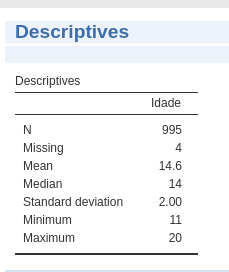 Descriptives
Descriptives
Idade
N 995
Missing 4
Mean 14.6
Median 14
Standard deviation 2.00
Minimum 11
Maximum 20